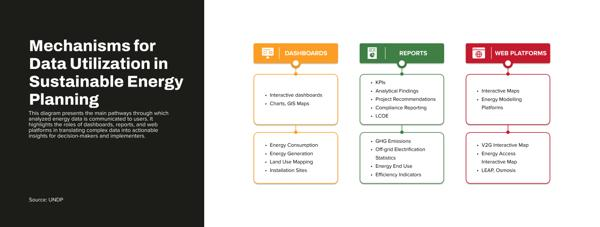 Mechanisms for
Data Utilization in
Sustainable Energy
Planning
This diagram presents the main pathways through which
analyzed energy data is communicated to users. It
highlights the roles of dashboards, reports, and web
platforms in translating complex data into actionable
insights for decision-makers and implementers.
Source: UNDP
DASHBOARDS
• Interactive dashboards
• Charts, GIS Maps
• Energy Consumption
• Energy Generation
• Land Use Mapping
• Installation Sites
REPORTS
• KPIs
• Analytical Findings
• Project Recommendations
• Compliance Reporting
• LCOE
• GHG Emissions
• Off-grid Electrification
Statistics
• Energy End Use
• Efficiency Indicators
WEB PLATFORMS
• Interactive Maps
• Energy Modelling
Platforms
• V2G Interactive Map
• Energy Access
Interactive Map
• LEAP, Osmosis